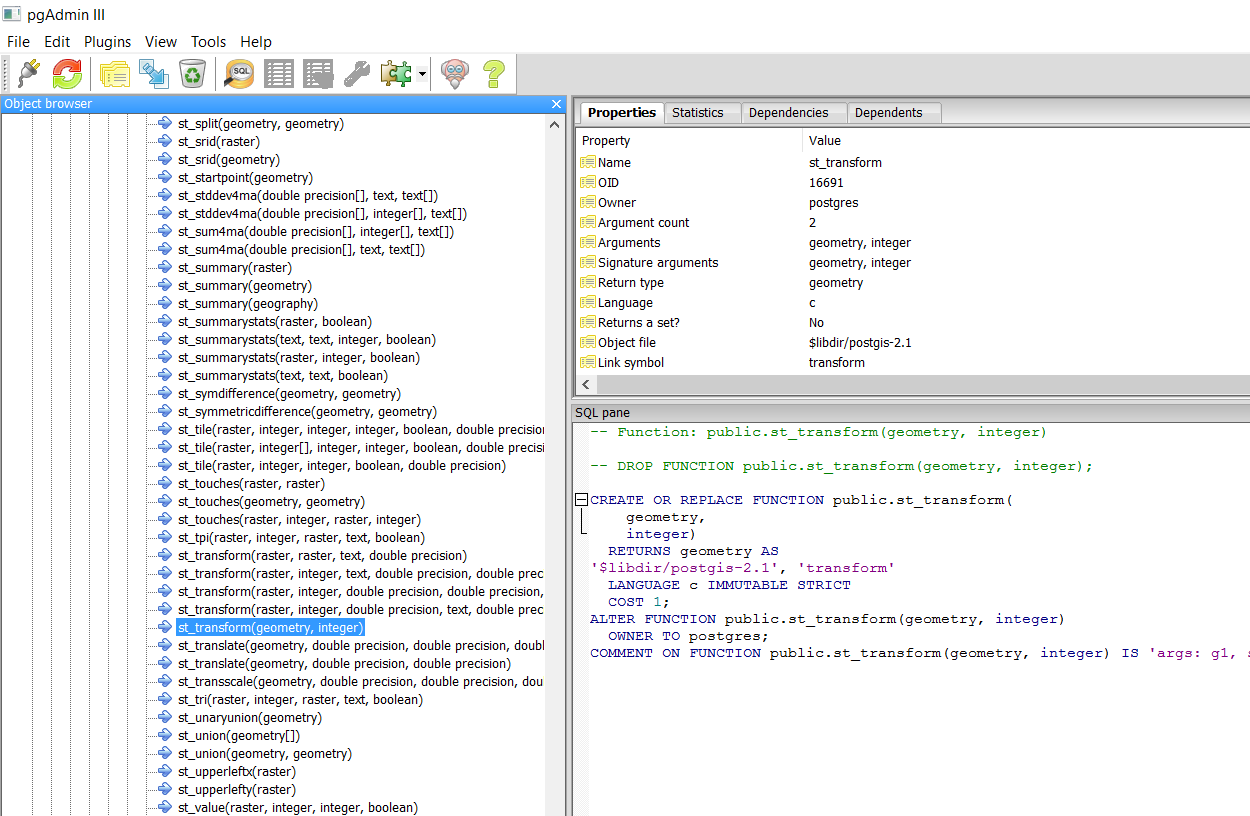 pgAdmin III
File Edit Plugins View Tools Help
SQL
Object browser
st_split(geometry, geometry)
st_srid(raster)
st_srid(geometry)
st_startpoint(geometry)
st_stddev4ma(double precision[], text, text[])
st_stddev4ma(double precision[], integer[], text[])
st_sum4ma(double precision[], integer[], text[])
st_sum4ma(double precision[], text, text[])
st_summary(raster)
st_summary(geometry)
st_summary(geography)
st_summarystats(raster, boolean)
st_summarystats(text, text, integer, boolean)
st_summarystats(raster, integer, boolean)
st_summarystats(text, text, boolean)
st_symdifference(geometry, geometry)
st_symmetricdifference(geometry, geometry)
st_tile(raster, integer, integer, integer, boolean, double precision
st_tile(raster, integer[], integer, integer, boolean, double precisi
st_tile(raster, integer, integer, boolean, double precision)
st_touches(raster, raster)
st_touches(geometry, geometry)
st_touches(raster, integer, raster, integer)
st_tpi(raster, integer, raster, text, boolean)
st_transform(raster, raster, text, double precision)
st_transform(raster, integer, text, double precision, double prec
st_transform(raster, integer, double precision, double precision,
st_transform(raster, integer, double precision, text, double prec
st_transform(geometry, integer)
st_translate(geometry, double precision, double precision, doubl
st_translate(geometry, double precision, double precision)
st_transscale(geometry, double precision, double precision, dou
st_tri(raster, integer, raster, text, boolean)
st_unaryunion(geometry)
st_union(geometry[])
st_union(geometry, geometry)
st_upperleftx(raster)
st_upperlefty(raster)
st_value(raster, integer, integer, boolean)
Properties Statistics Dependencies Dependents
Property Value
Name st_transform
OID 16691
Owner postgres
Argument count 2
Arguments geometry, integer
Signature arguments geometry, integer
Return type geometry
Language c
Returns a set? No
Object file $libdir/postgis-2.1
Link symbol transform
SQL pane
-- Function: public.st_transform(geometry, integer)
-- DROP FUNCTION public.st_transform(geometry, integer);
CREATE OR REPLACE FUNCTION public.st_transform(
geometry,
integer)
RETURNS geometry AS
'$libdir/postgis-2.1', 'transform'
LANGUAGE c IMMUTABLE STRICT
COST 1;
ALTER FUNCTION public.st_transform(geometry, integer)
OWNER TO postgres;
COMMENT ON FUNCTION public.st_transform(geometry, integer) IS 'args: g1, s